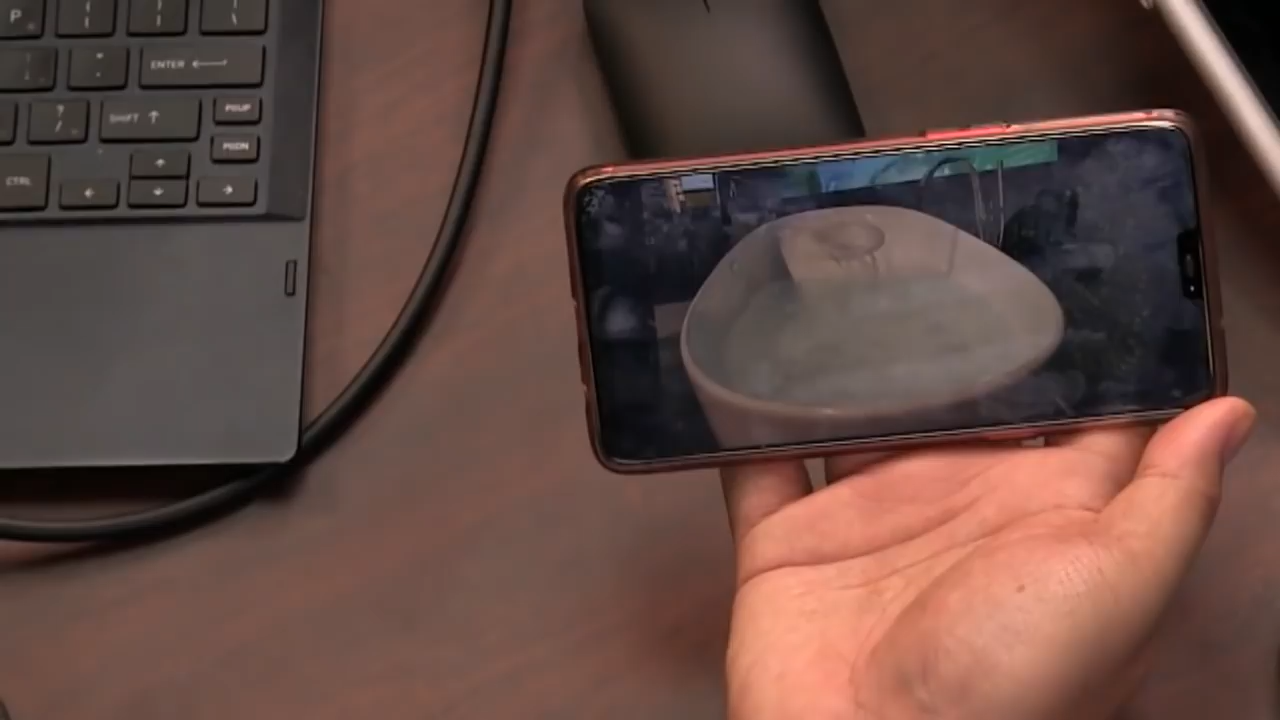 P
{ [
} ]
\
"
ENTER
?
/
SHIFT
PGUP
PGDN
CTRL